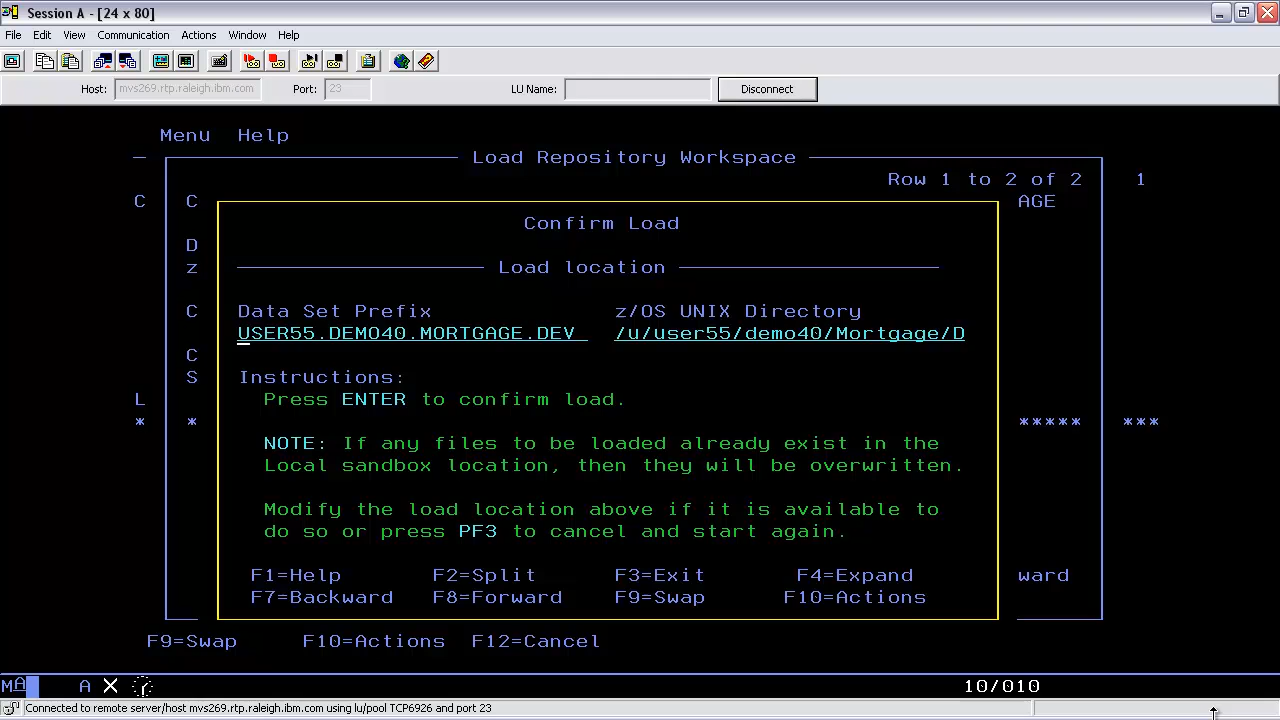 Session A - [24 x 80]
File Edit View Communication Actions Window Help
Host: mvs269.rtp.raleigh.ibm.com Port: 23 LU Name: Disconnect
Menu Help
Load Repository Workspace
Row 1 to 2 of 2 1
C C AGE
Confirm Load
D
z Load location
C Data Set Prefix z/OS UNIX Directory
USER55.DEMO40.MORTGAGE.DEV /u/user55/demo40/Mortgage/D
C
S Instructions:
L Press ENTER to confirm load.
* * ***** ***
NOTE: If any files to be loaded already exist in the
Local sandbox location, then they will be overwritten.
Modify the load location above if it is available to
do so or press PF3 to cancel and start again.
F1=Help F2=Split F3=Exit F4=Expand ward
F7=Backward F8=Forward F9=Swap F10=Actions
F9=Swap F10=Actions F12=Cancel
MA A X 10/010
Connected to remote server/host mvs269.rtp.raleigh.ibm.com using lu/pool TCP6926 and port 23